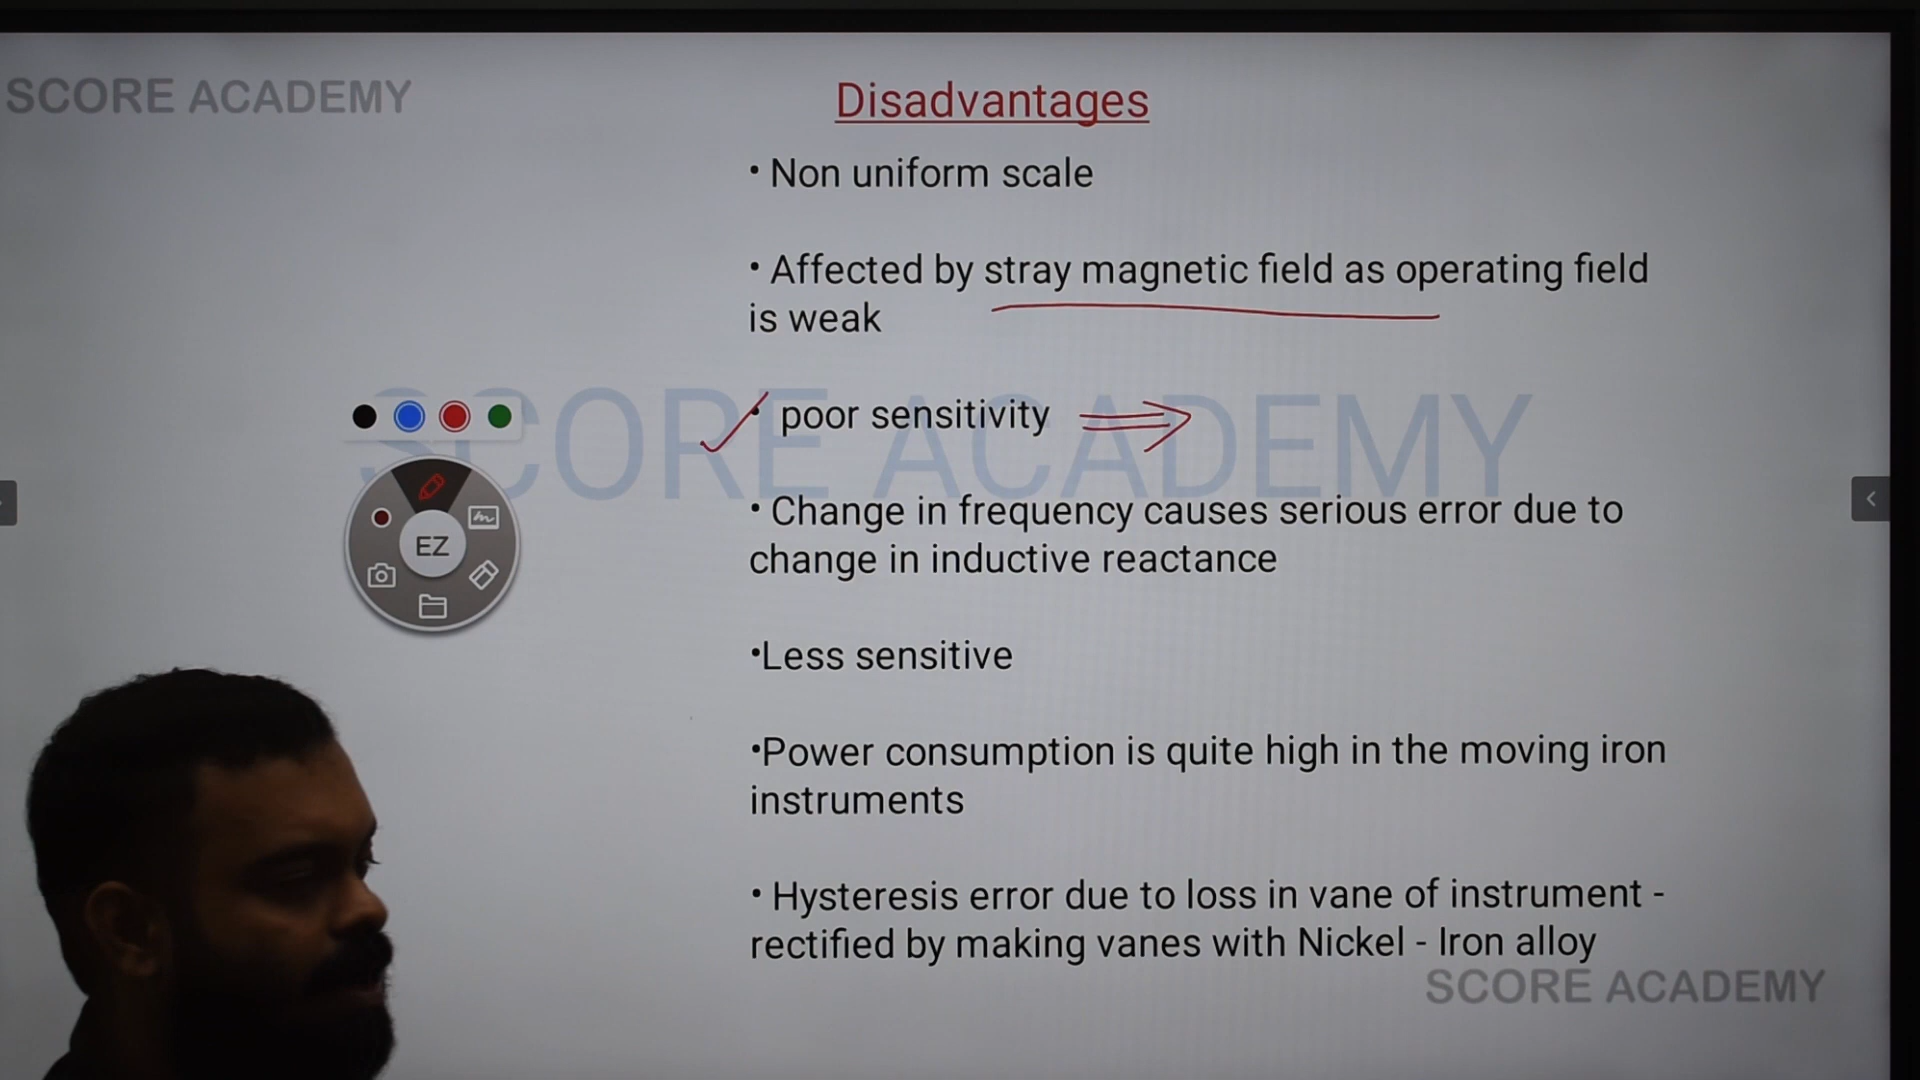 SCORE ACADEMY
Disadvantages
• Non uniform scale
• Affected by stray magnetic field as operating field
is weak
SCORE ACADEMY
• poor sensitivity
• Change in frequency causes serious error due to
change in inductive reactance
EZ
•Less sensitive
•Power consumption is quite high in the moving iron
instruments
• Hysteresis error due to loss in vane of instrument -
rectified by making vanes with Nickel - Iron alloy
SCORE ACADEMY